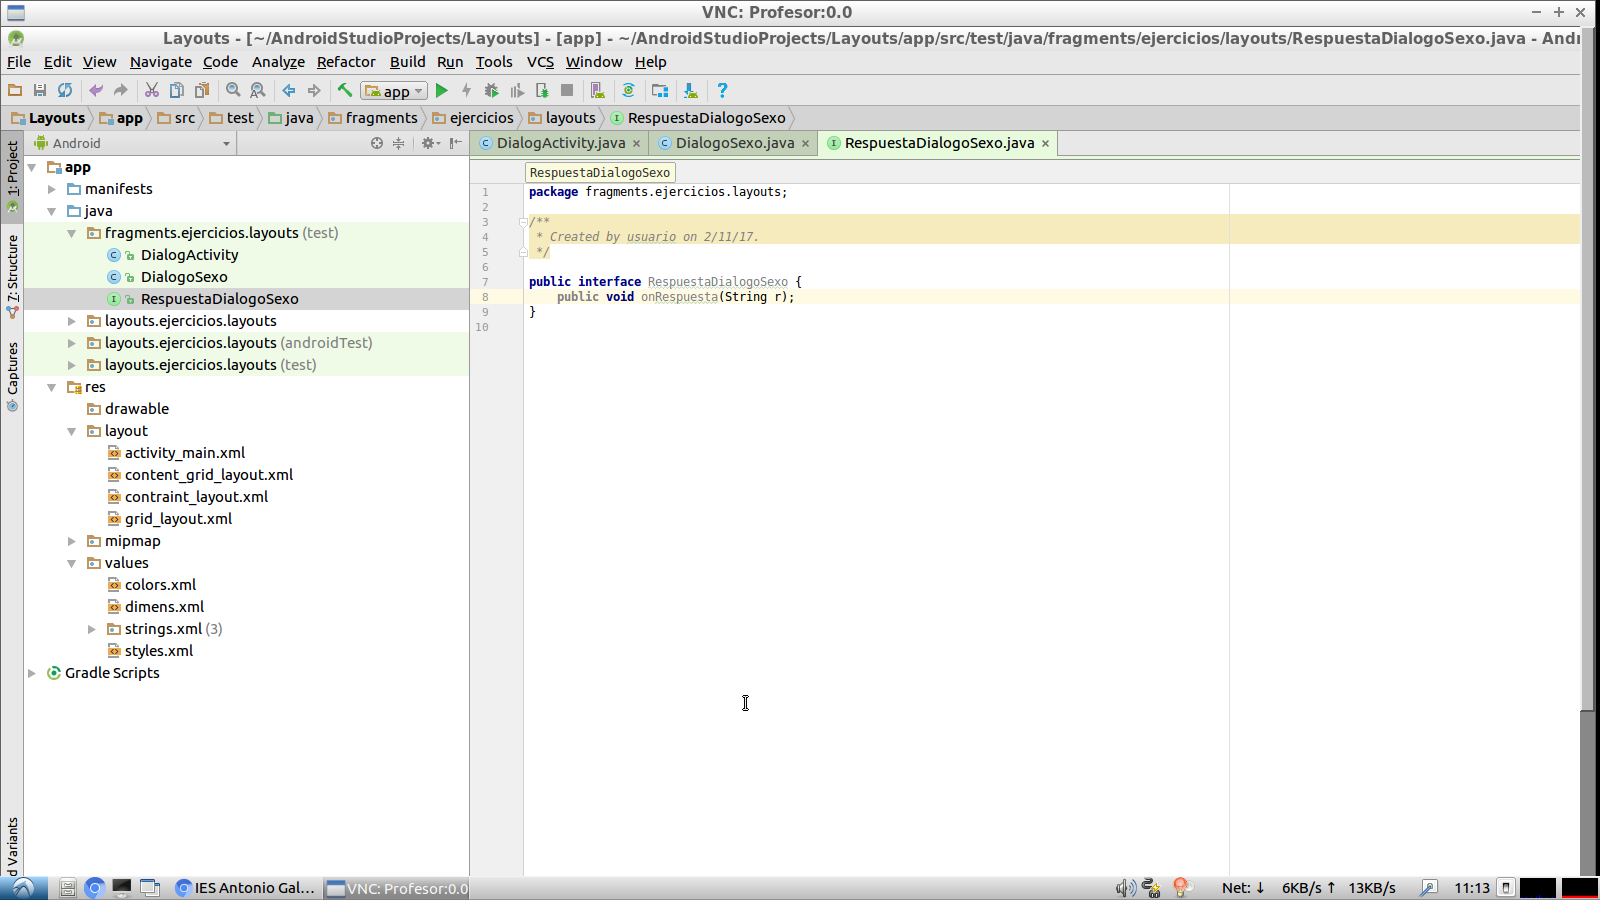 VNC: Profesor:0.0
Layouts - [~/AndroidStudioProjects/Layouts] - [app] - ~/AndroidStudioProjects/Layouts/app/src/test/java/fragments/ejercicios/layouts/RespuestaDialogoSexo.java - Andr
File Edit View Navigate Code Analyze Refactor Build Run Tools VCS Window Help
app
Layouts app src test java fragments ejercicios layouts RespuestaDialogoSexo
Android
DialogActivity.java DialogoSexo.java RespuestaDialogoSexo.java
1: Project
7: Structure
Captures
d Variants
app
manifests
java
fragments.ejercicios.layouts (test)
DialogActivity
DialogoSexo
RespuestaDialogoSexo
layouts.ejercicios.layouts
layouts.ejercicios.layouts (androidTest)
layouts.ejercicios.layouts (test)
res
drawable
layout
activity_main.xml
content_grid_layout.xml
contraint_layout.xml
grid_layout.xml
mipmap
values
colors.xml
dimens.xml
strings.xml (3)
styles.xml
Gradle Scripts
RespuestaDialogoSexo
1 package fragments.ejercicios.layouts;
2
3 /**
4 * Created by usuario on 2/11/17.
5 */
6
7 public interface RespuestaDialogoSexo {
8 public void onRespuesta(String r);
9 }
10
IES Antonio Gal... VNC: Profesor:0.0 Net: ↓ 6KB/s ↑ 13KB/s 11:13